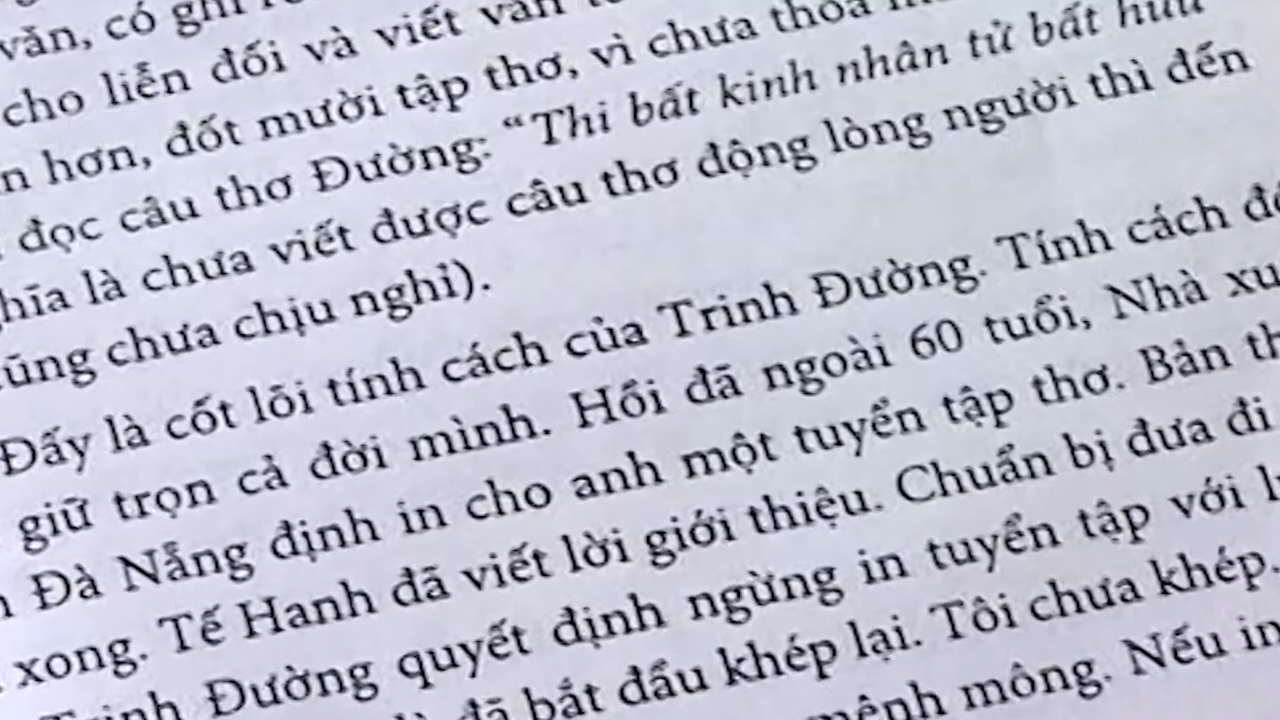 văn, có ghi
cho liễn đối và viết văn
hơn, đốt mười tập thơ, vì chưa thỏa
đọc câu thơ Đường: “Thi bất kinh nhân tử bất hưu
là chưa viết được câu thơ động lòng người thì đến
chưa chịu nghỉ).
Đấy là cốt lõi tính cách của Trinh Đường. Tính cách
giữ trọn cả đời mình. Hồi đã ngoài 60 tuổi, Nhà
Đà Nẵng định in cho anh một tuyển tập thơ. Bản
xong. Tế Hanh đã viết lời giới thiệu. Chuẩn bị đưa đi
Trinh Đường quyết định ngừng in tuyển tập với
đã bắt đầu khép lại. Tôi chưa khép.
mênh mông. Nếu in